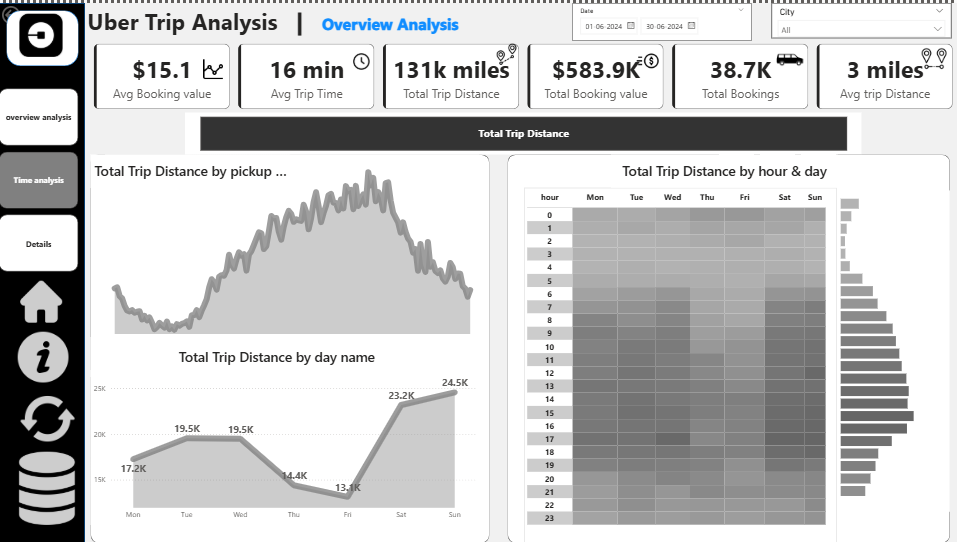 Uber Trip Analysis | Overview Analysis
Date
01-06-2024 30-06-2024
City
All
$15.1
Avg Booking value
16 min
Avg Trip Time
131k miles
Total Trip Distance
$583.9K
Total Booking value
38.7K
Total Bookings
3 miles
Avg trip Distance
overview analysis
Time analysis
Details
Total Trip Distance
Total Trip Distance by pickup ...
Total Trip Distance by day name
25K
20K
15K
17.2K
19.5K
19.5K
14.4K
13.1K
23.2K
24.5K
Mon Tue Wed Thu Fri Sat Sun
Total Trip Distance by hour & day
hour Mon Tue Wed Thu Fri Sat Sun
0
1
2
3
4
5
6
7
8
9
10
11
12
13
14
15
16
17
18
19
20
21
22
23